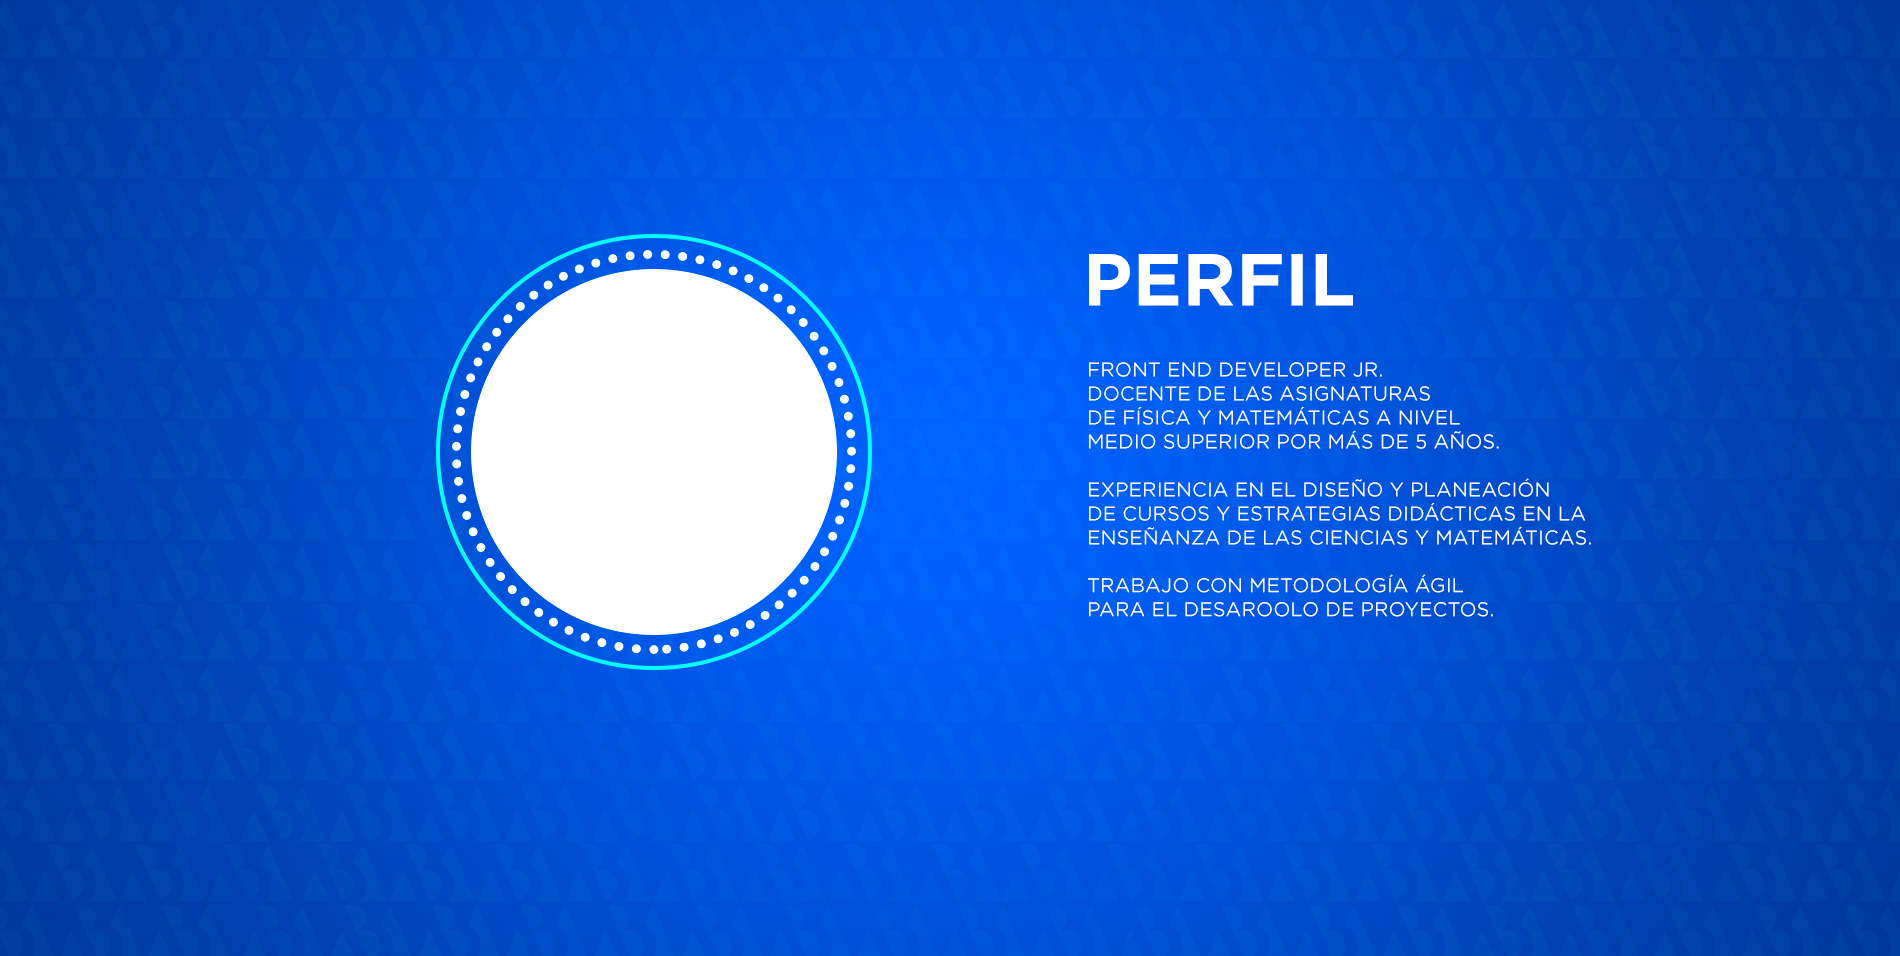 PERFIL
FRONT END DEVELOPER JR.
DOCENTE DE LAS ASIGNATURAS
DE FÍSICA Y MATEMÁTICAS A NIVEL
MEDIO SUPERIOR POR MÁS DE 5 AÑOS.
EXPERIENCIA EN EL DISEÑO Y PLANEACIÓN
DE CURSOS Y ESTRATEGIAS DIDÁCTICAS EN LA
ENSEÑANZA DE LAS CIENCIAS Y MATEMÁTICAS.
TRABAJO CON METODOLOGÍA ÁGIL
PARA EL DESAROOLO DE PROYECTOS.